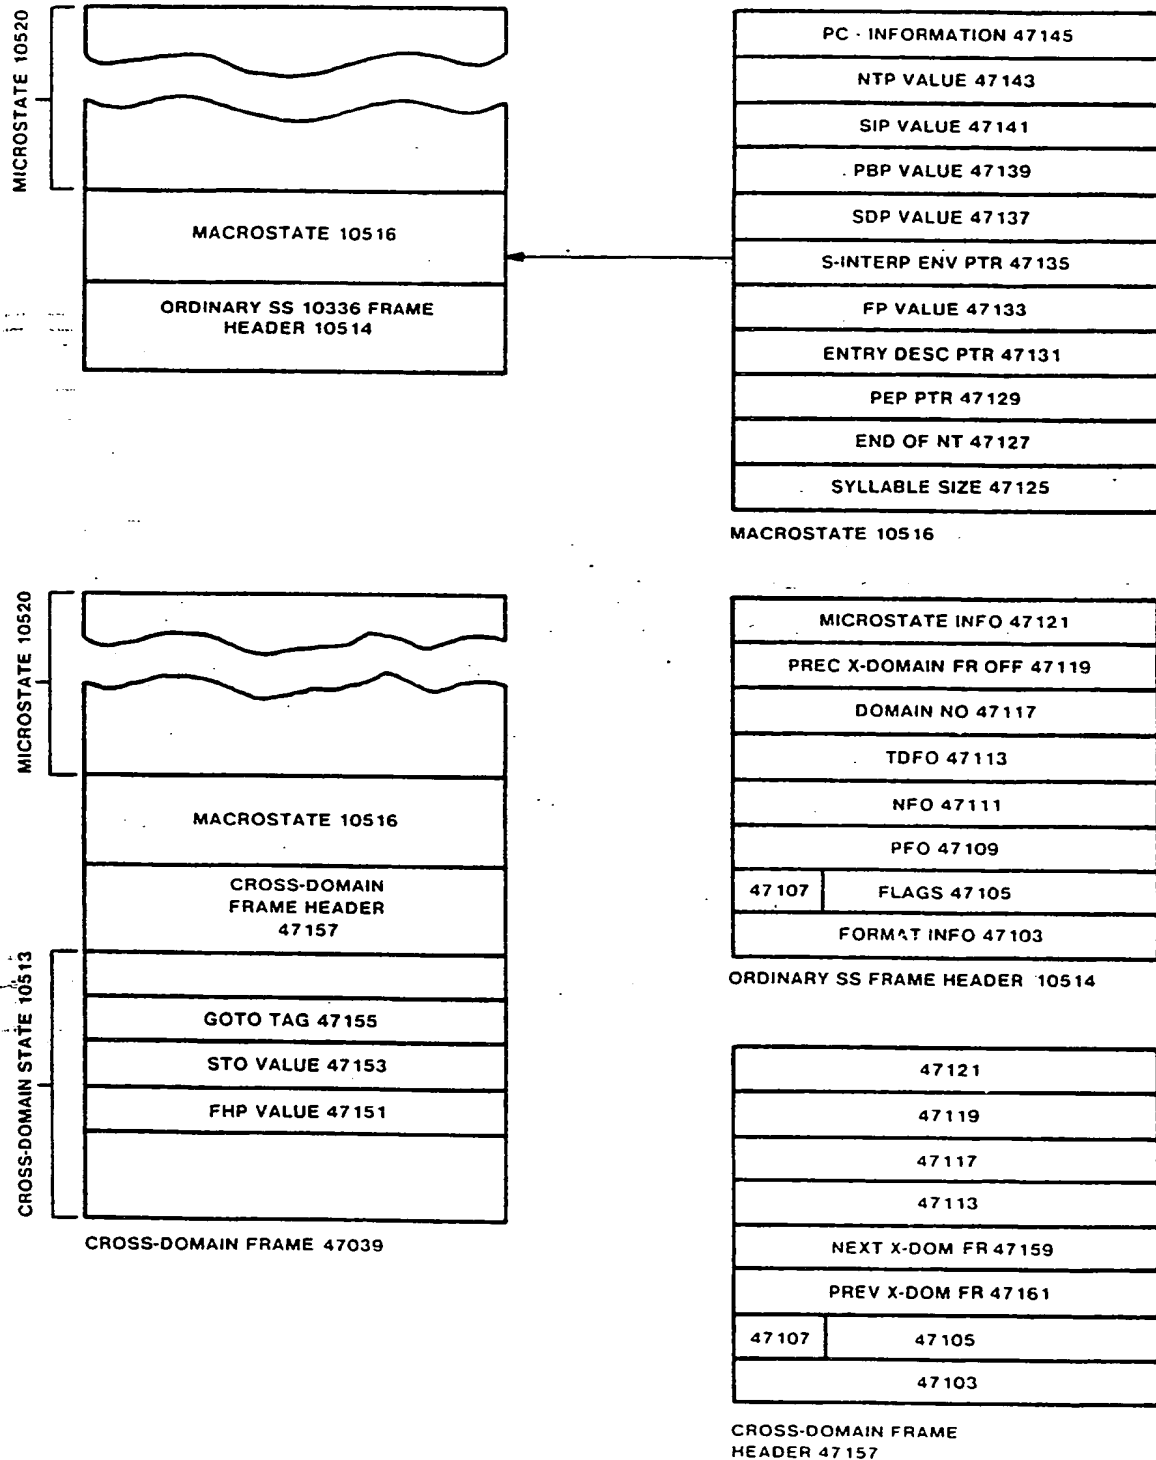 MICROSTATE 10520
MACROSTATE 10516
ORDINARY SS 10336 FRAME
HEADER 10514
PC - INFORMATION 47145
NTP VALUE 47143
SIP VALUE 47141
PBP VALUE 47139
SDP VALUE 47137
S-INTERP ENV PTR 47135
FP VALUE 47133
ENTRY DESC PTR 47131
PEP PTR 47129
END OF NT 47127
SYLLABLE SIZE 47125
MACROSTATE 10516
MICROSTATE 10520
MACROSTATE 10516
CROSS-DOMAIN
FRAME HEADER
47157
CROSS-DOMAIN STATE 10513
GOTO TAG 47155
STO VALUE 47153
FHP VALUE 47151
CROSS-DOMAIN FRAME 47039
MICROSTATE INFO 47121
PREC X-DOMAIN FR OFF 47119
DOMAIN NO 47117
TDFO 47113
NFO 47111
PFO 47109
47107 FLAGS 47105
FORMAT INFO 47103
ORDINARY SS FRAME HEADER 10514
47121
47119
47117
47113
NEXT X-DOM FR 47159
PREV X-DOM FR 47161
47107 47105
47103
CROSS-DOMAIN FRAME
HEADER 47157